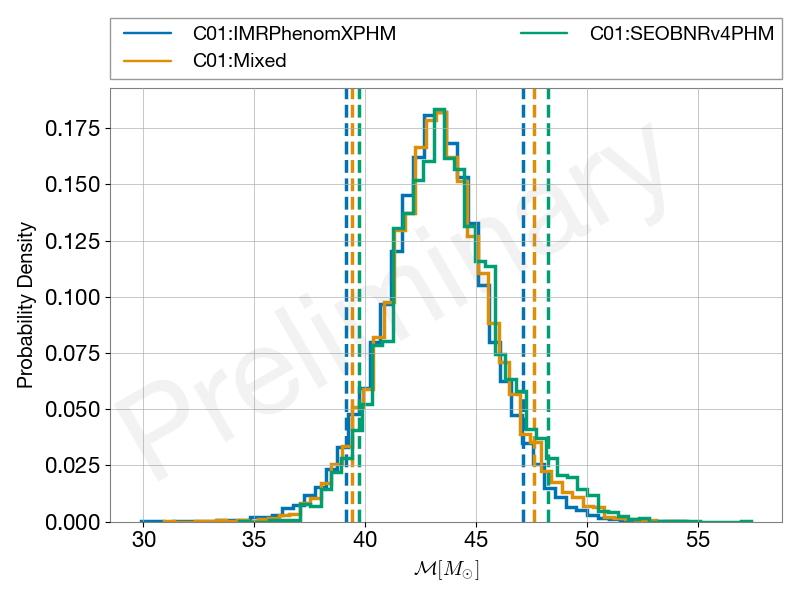 C01:IMRPhenomXPHM
C01:Mixed
C01:SEOBNRv4PHM
0.175
0.150
0.125
0.100
0.075
0.050
0.025
0.000
Probability Density
Preliminary
30 35 40 45 50 55
ℳ[M⊙]